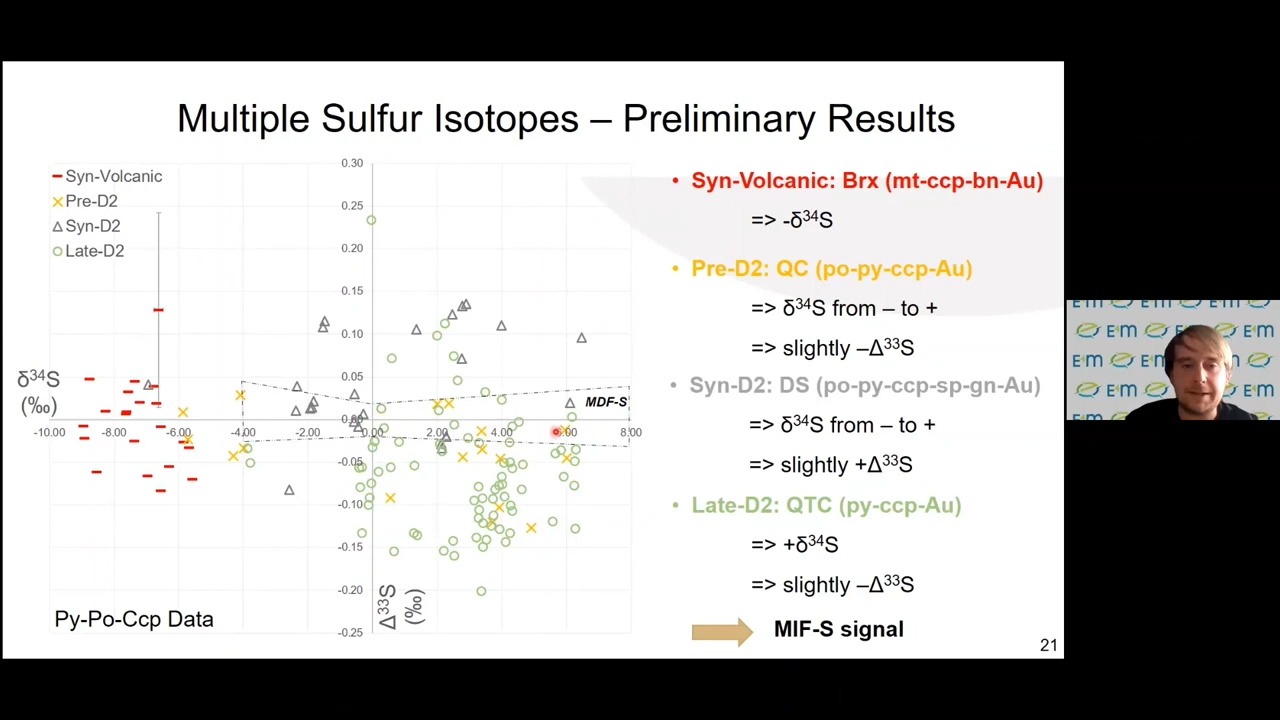 Multiple Sulfur Isotopes – Preliminary Results
Syn-Volcanic
Pre-D2
Syn-D2
Late-D2
0.30
0.25
0.20
0.15
0.10
0.05
0.00
-0.05
-0.10
-0.15
-0.20
-0.25
-10.00
-8.00
-6.00
-4.00
-2.00
0.00
2.00
4.00
6.00
8.00
δ³⁴S
(‰)
MDF-S
Δ³³S
(‰)
Py-Po-Ccp Data
• Syn-Volcanic: Brx (mt-ccp-bn-Au)
=> -δ³⁴S
• Pre-D2: QC (po-py-ccp-Au)
=> δ³⁴S from – to +
=> slightly –Δ³³S
• Syn-D2: DS (po-py-ccp-sp-gn-Au)
=> δ³⁴S from – to +
=> slightly +Δ³³S
• Late-D2: QTC (py-ccp-Au)
=> +δ³⁴S
=> slightly –Δ³³S
MIF-S signal
21